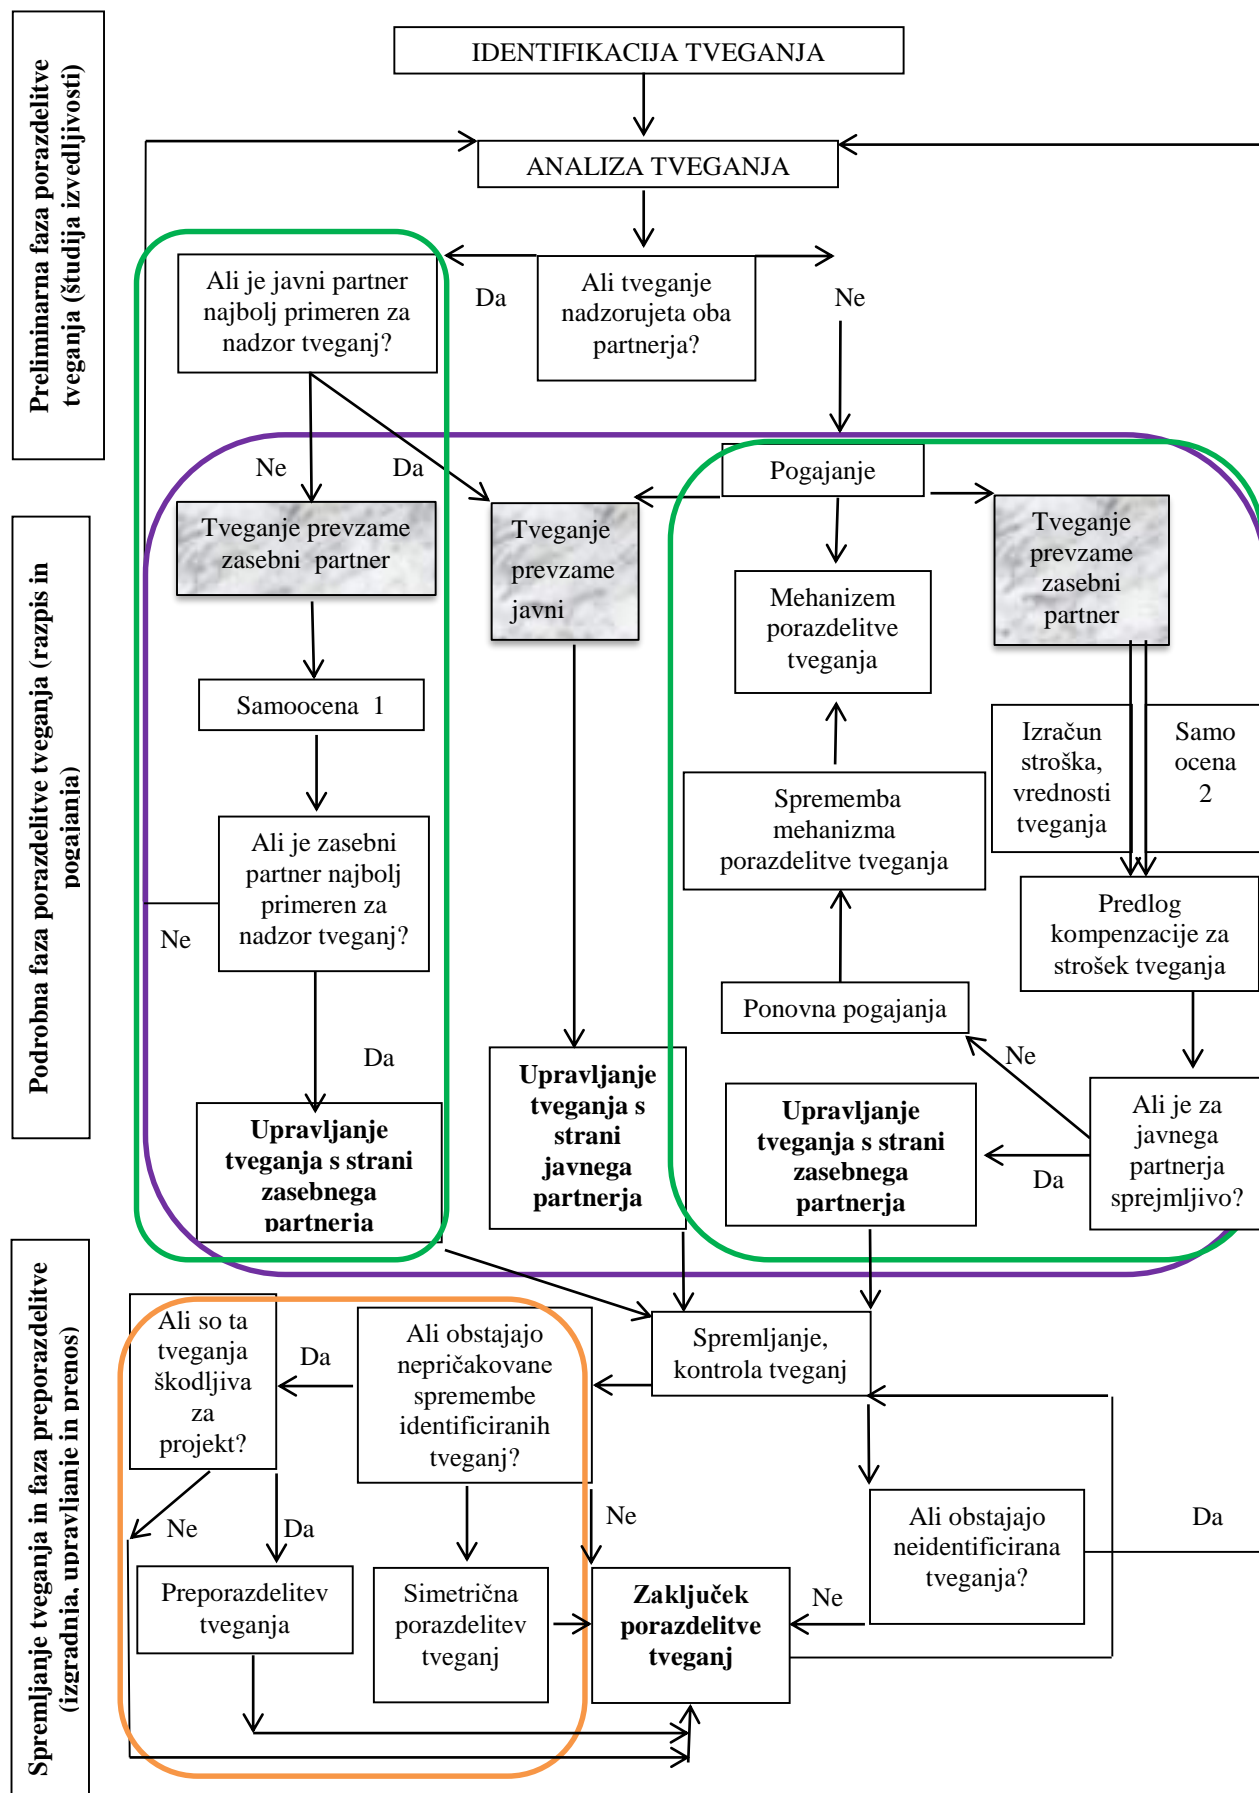 Preliminarna faza porazdelitve
tveganja (študija izvedljivosti)
IDENTIFIKACIJA TVEGANJA
ANALIZA TVEGANJA
Ali je javni partner
najbolj primeren za
nadzor tveganj?
Da
Ali tveganje
nadzorujeta oba
partnerja?
Ne
Ne
Da
Pogajanje
Podrobna faza porazdelitve tveganja (razpis in
pogajanja)
Tveganje prevzame
zasebni partner
Tveganje
prevzame
javni
Mehanizem
porazdelitve
tveganja
Tveganje
prevzame
zasebni
partner
Samoocena 1
Izračun
stroška,
vrednosti
tveganja
Samo
ocena
2
Sprememba
mehanizma
porazdelitve tveganja
Ali je zasebni
partner najbolj
primeren za
nadzor tveganj?
Ne
Predlog
kompenzacije za
strošek tveganja
Ponovna pogajanja
Da
Ne
Upravljanje
tveganja s strani
zasebnega
partnerja
Upravljanje
tveganja s
strani
javnega
partnerja
Upravljanje
tveganja s strani
zasebnega
partnerja
Da
Ali je za
javnega
partnerja
sprejmljivo?
Spremljanje tveganja in faza preporazdelitve
(izgradnja, upravljanje in prenos)
Ali so ta
tveganja
škodljiva
za
projekt?
Da
Ali obstajajo
nepričakovane
spremembe
identificiranih
tveganj?
Spremljanje,
kontrola tveganj
Ne
Da
Ne
Ali obstajajo
neidentificirana
tveganja?
Da
Preporazdelitev
tveganja
Simetrična
porazdelitev
tveganj
Zaključek
porazdelitve
tveganj
Ne